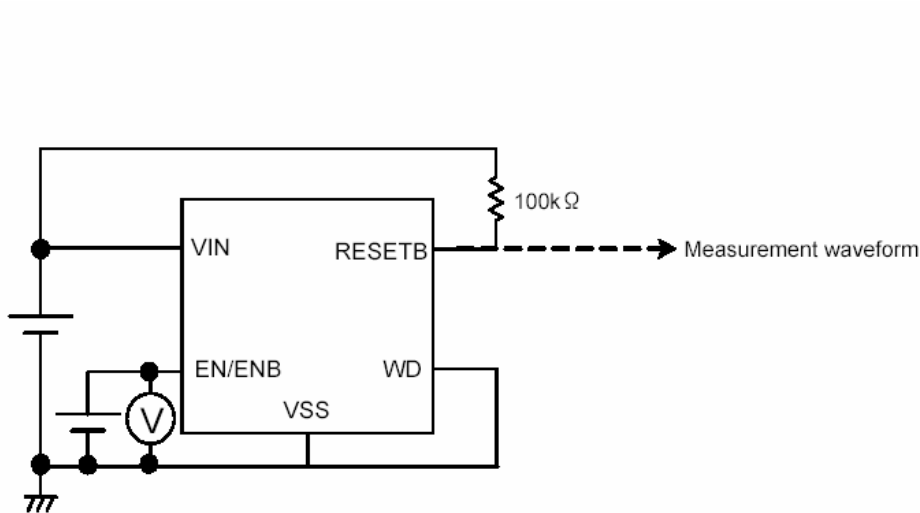 100kΩ
VIN
RESETB
Measurement waveform
EN/ENB
WD
VSS
V